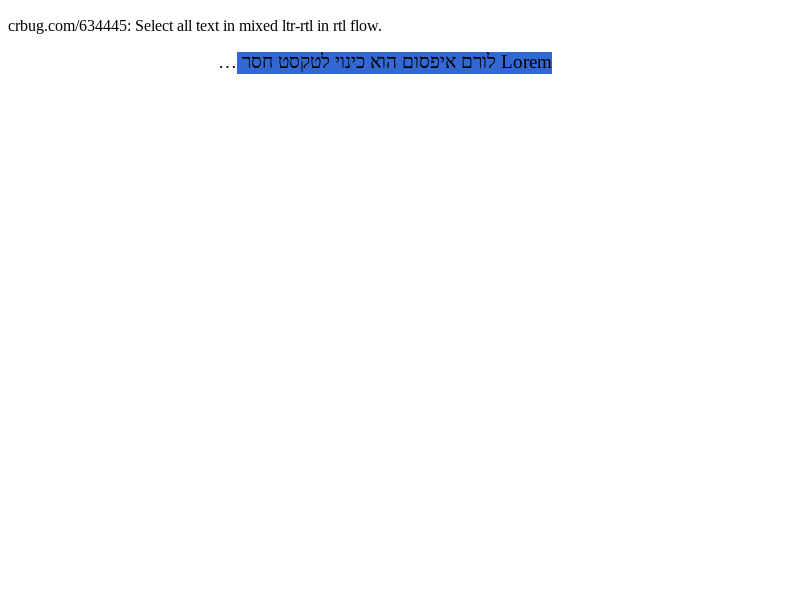 crbug.com/634445: Select all text in mixed ltr-rtl in rtl flow.
Lorem לורם איפסום הוא כינוי לטקסט חסר …